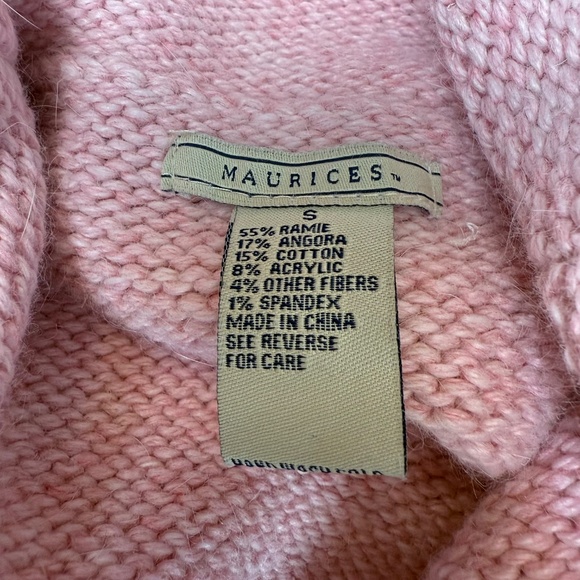 MAURICES™
S
55% RAMIE
17% ANGORA
15% COTTON
8% ACRYLIC
4% OTHER FIBERS
1% SPANDEX
MADE IN CHINA
SEE REVERSE
FOR CARE